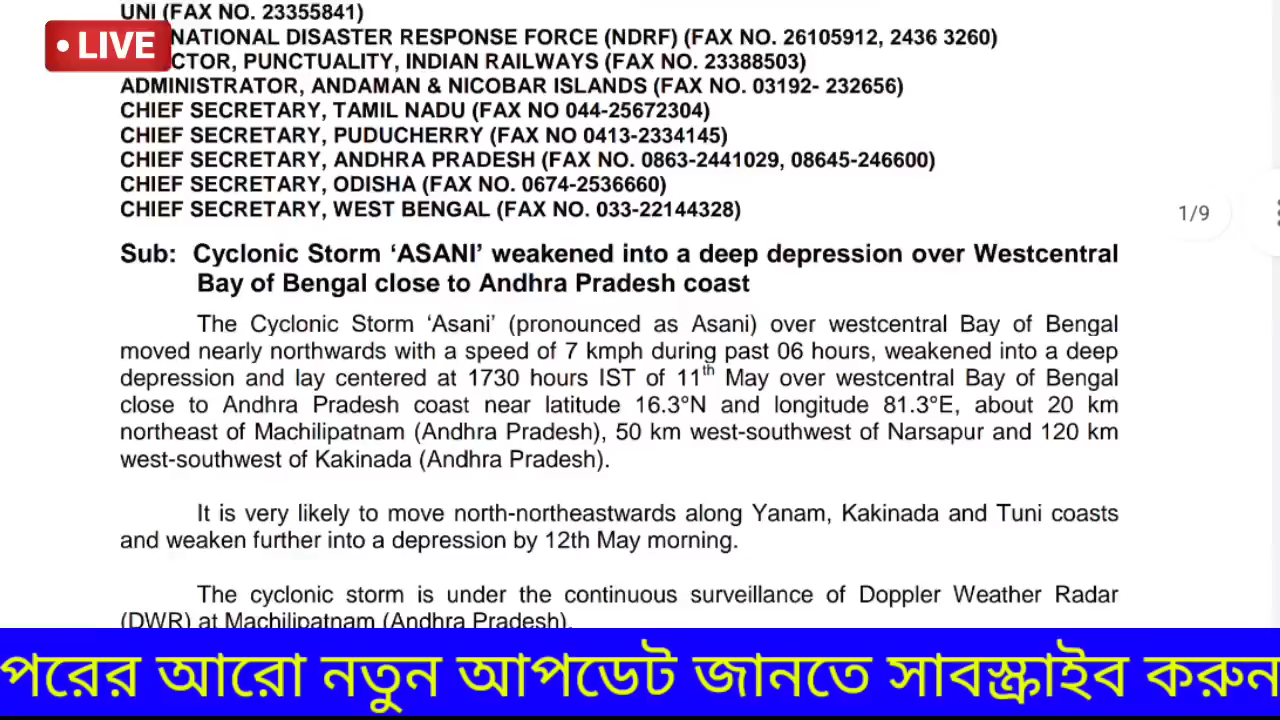 UNI (FAX NO. 23355841)
• LIVE
NATIONAL DISASTER RESPONSE FORCE (NDRF) (FAX NO. 26105912, 2436 3260)
CTOR, PUNCTUALITY, INDIAN RAILWAYS (FAX NO. 23388503)
ADMINISTRATOR, ANDAMAN & NICOBAR ISLANDS (FAX NO. 03192- 232656)
CHIEF SECRETARY, TAMIL NADU (FAX NO 044-25672304)
CHIEF SECRETARY, PUDUCHERRY (FAX NO 0413-2334145)
CHIEF SECRETARY, ANDHRA PRADESH (FAX NO. 0863-2441029, 08645-246600)
CHIEF SECRETARY, ODISHA (FAX NO. 0674-2536660)
CHIEF SECRETARY, WEST BENGAL (FAX NO. 033-22144328)
1/9
Sub: Cyclonic Storm ‘ASANI’ weakened into a deep depression over Westcentral
Bay of Bengal close to Andhra Pradesh coast
The Cyclonic Storm ‘Asani’ (pronounced as Asani) over westcentral Bay of Bengal
moved nearly northwards with a speed of 7 kmph during past 06 hours, weakened into a deep
depression and lay centered at 1730 hours IST of 11th May over westcentral Bay of Bengal
close to Andhra Pradesh coast near latitude 16.3°N and longitude 81.3°E, about 20 km
northeast of Machilipatnam (Andhra Pradesh), 50 km west-southwest of Narsapur and 120 km
west-southwest of Kakinada (Andhra Pradesh).
It is very likely to move north-northeastwards along Yanam, Kakinada and Tuni coasts
and weaken further into a depression by 12th May morning.
The cyclonic storm is under the continuous surveillance of Doppler Weather Radar
(DWR) at Machilipatnam (Andhra Pradesh).
পরের আরো নতুন আপডেট জানতে সাবস্ক্রাইব করুন